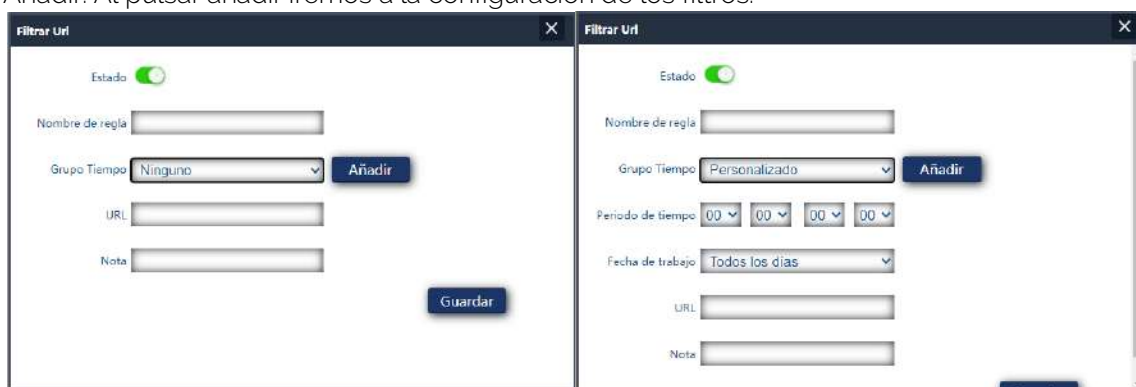 Añadir: Al pulsar añadir iremos a la configuración de los filtros.
Filtrar Url
Estado
Nombre de regla
Grupo Tiempo Ninguno Añadir
URL
Nota
Guardar
Filtrar Url
Estado
Nombre de regla
Grupo Tiempo Personalizado Añadir
Periodo de tiempo 00 00 00 00
Fecha de trabajo Todos los días
URL
Nota